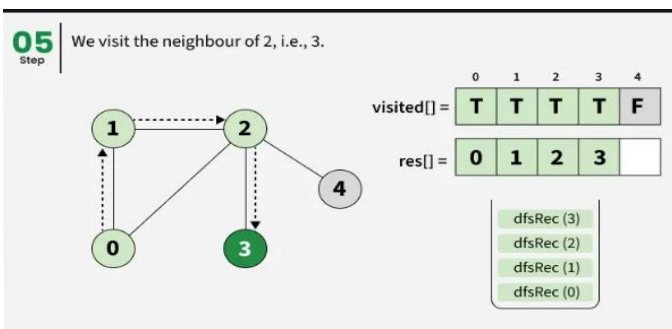 05
Step
We visit the neighbour of 2, i.e., 3.
0 1 2 3 4
visited[] = T T T T F
res[] = 0 1 2 3
1 2
4
0 3
dfsRec (3)
dfsRec (2)
dfsRec (1)
dfsRec (0)